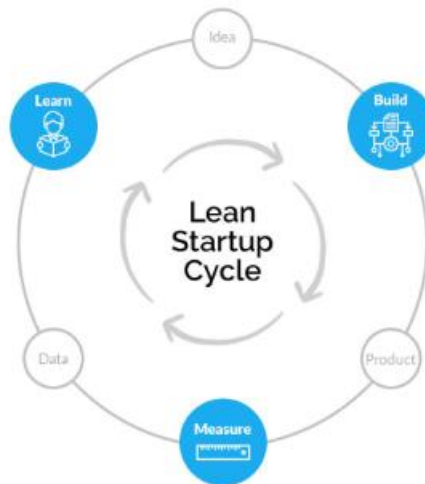 Idea
Learn
Build
Lean
Startup
Cycle
Data
Product
Measure